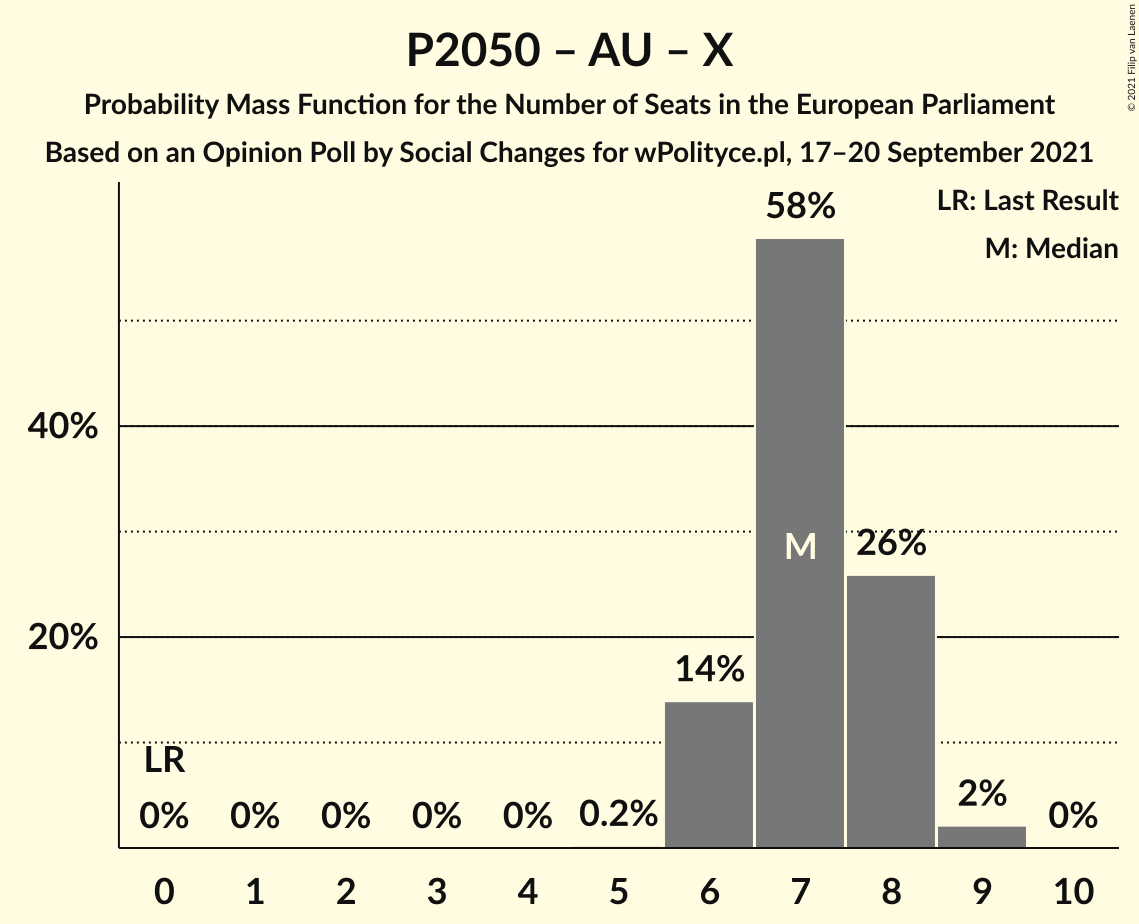 P2050 – AU – X
Probability Mass Function for the Number of Seats in the European Parliament
Based on an Opinion Poll by Social Changes for wPolityce.pl, 17–20 September 2021
© 2021 Filip van Laenen
LR: Last Result
M: Median
58%
40%
M
26%
20%
14%
LR
0%
0%
0%
0%
0%
0.2%
2%
0%
0 1 2 3 4 5 6 7 8 9 10